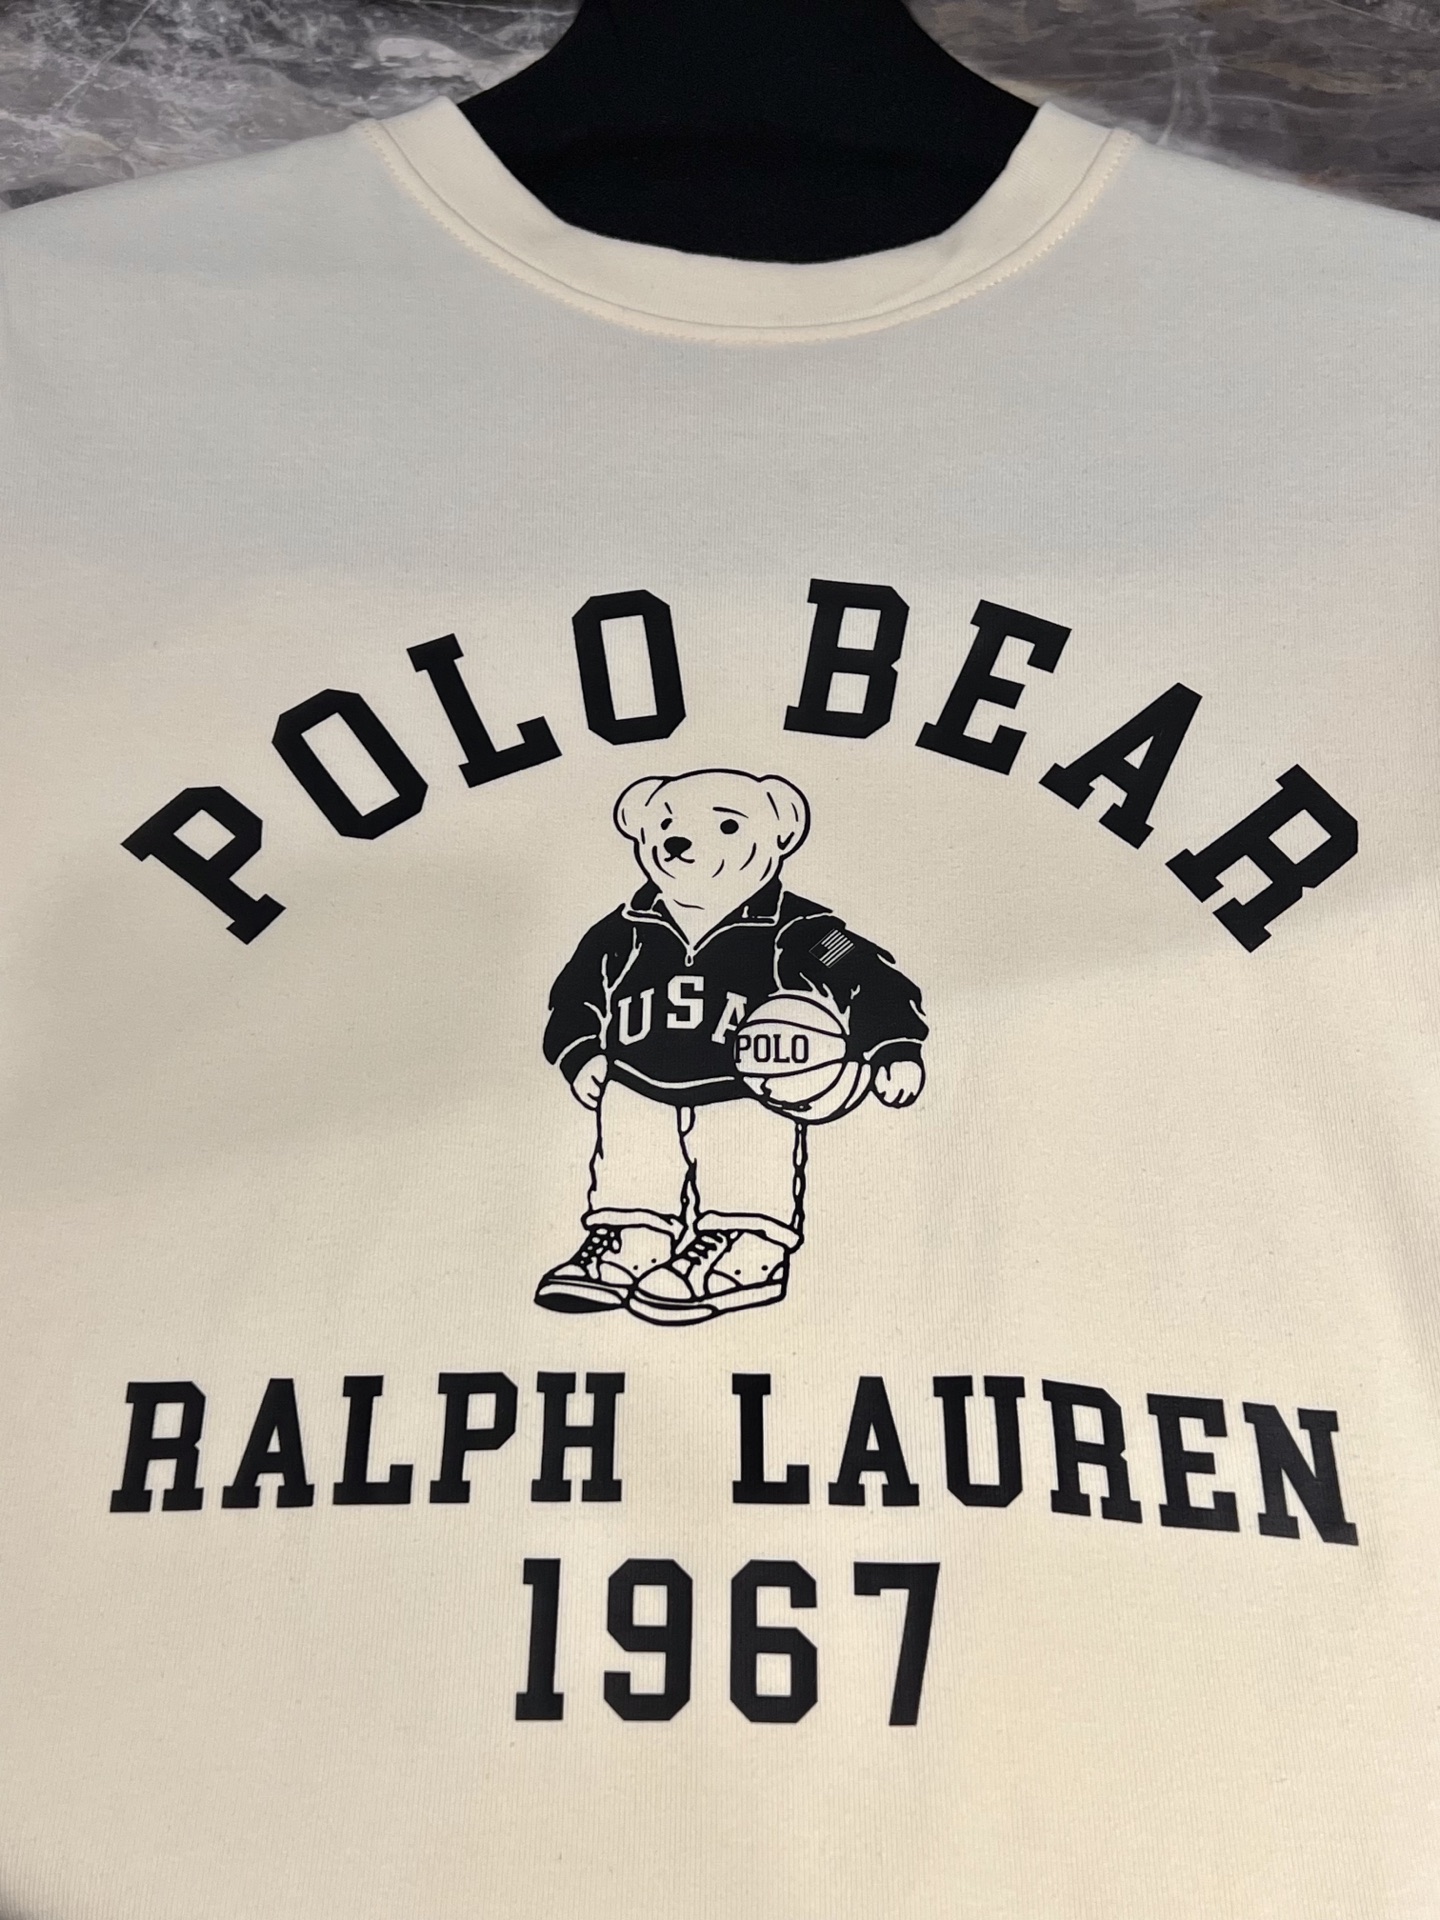 POLO BEAR
USA
POLO
RALPH LAUREN
1967